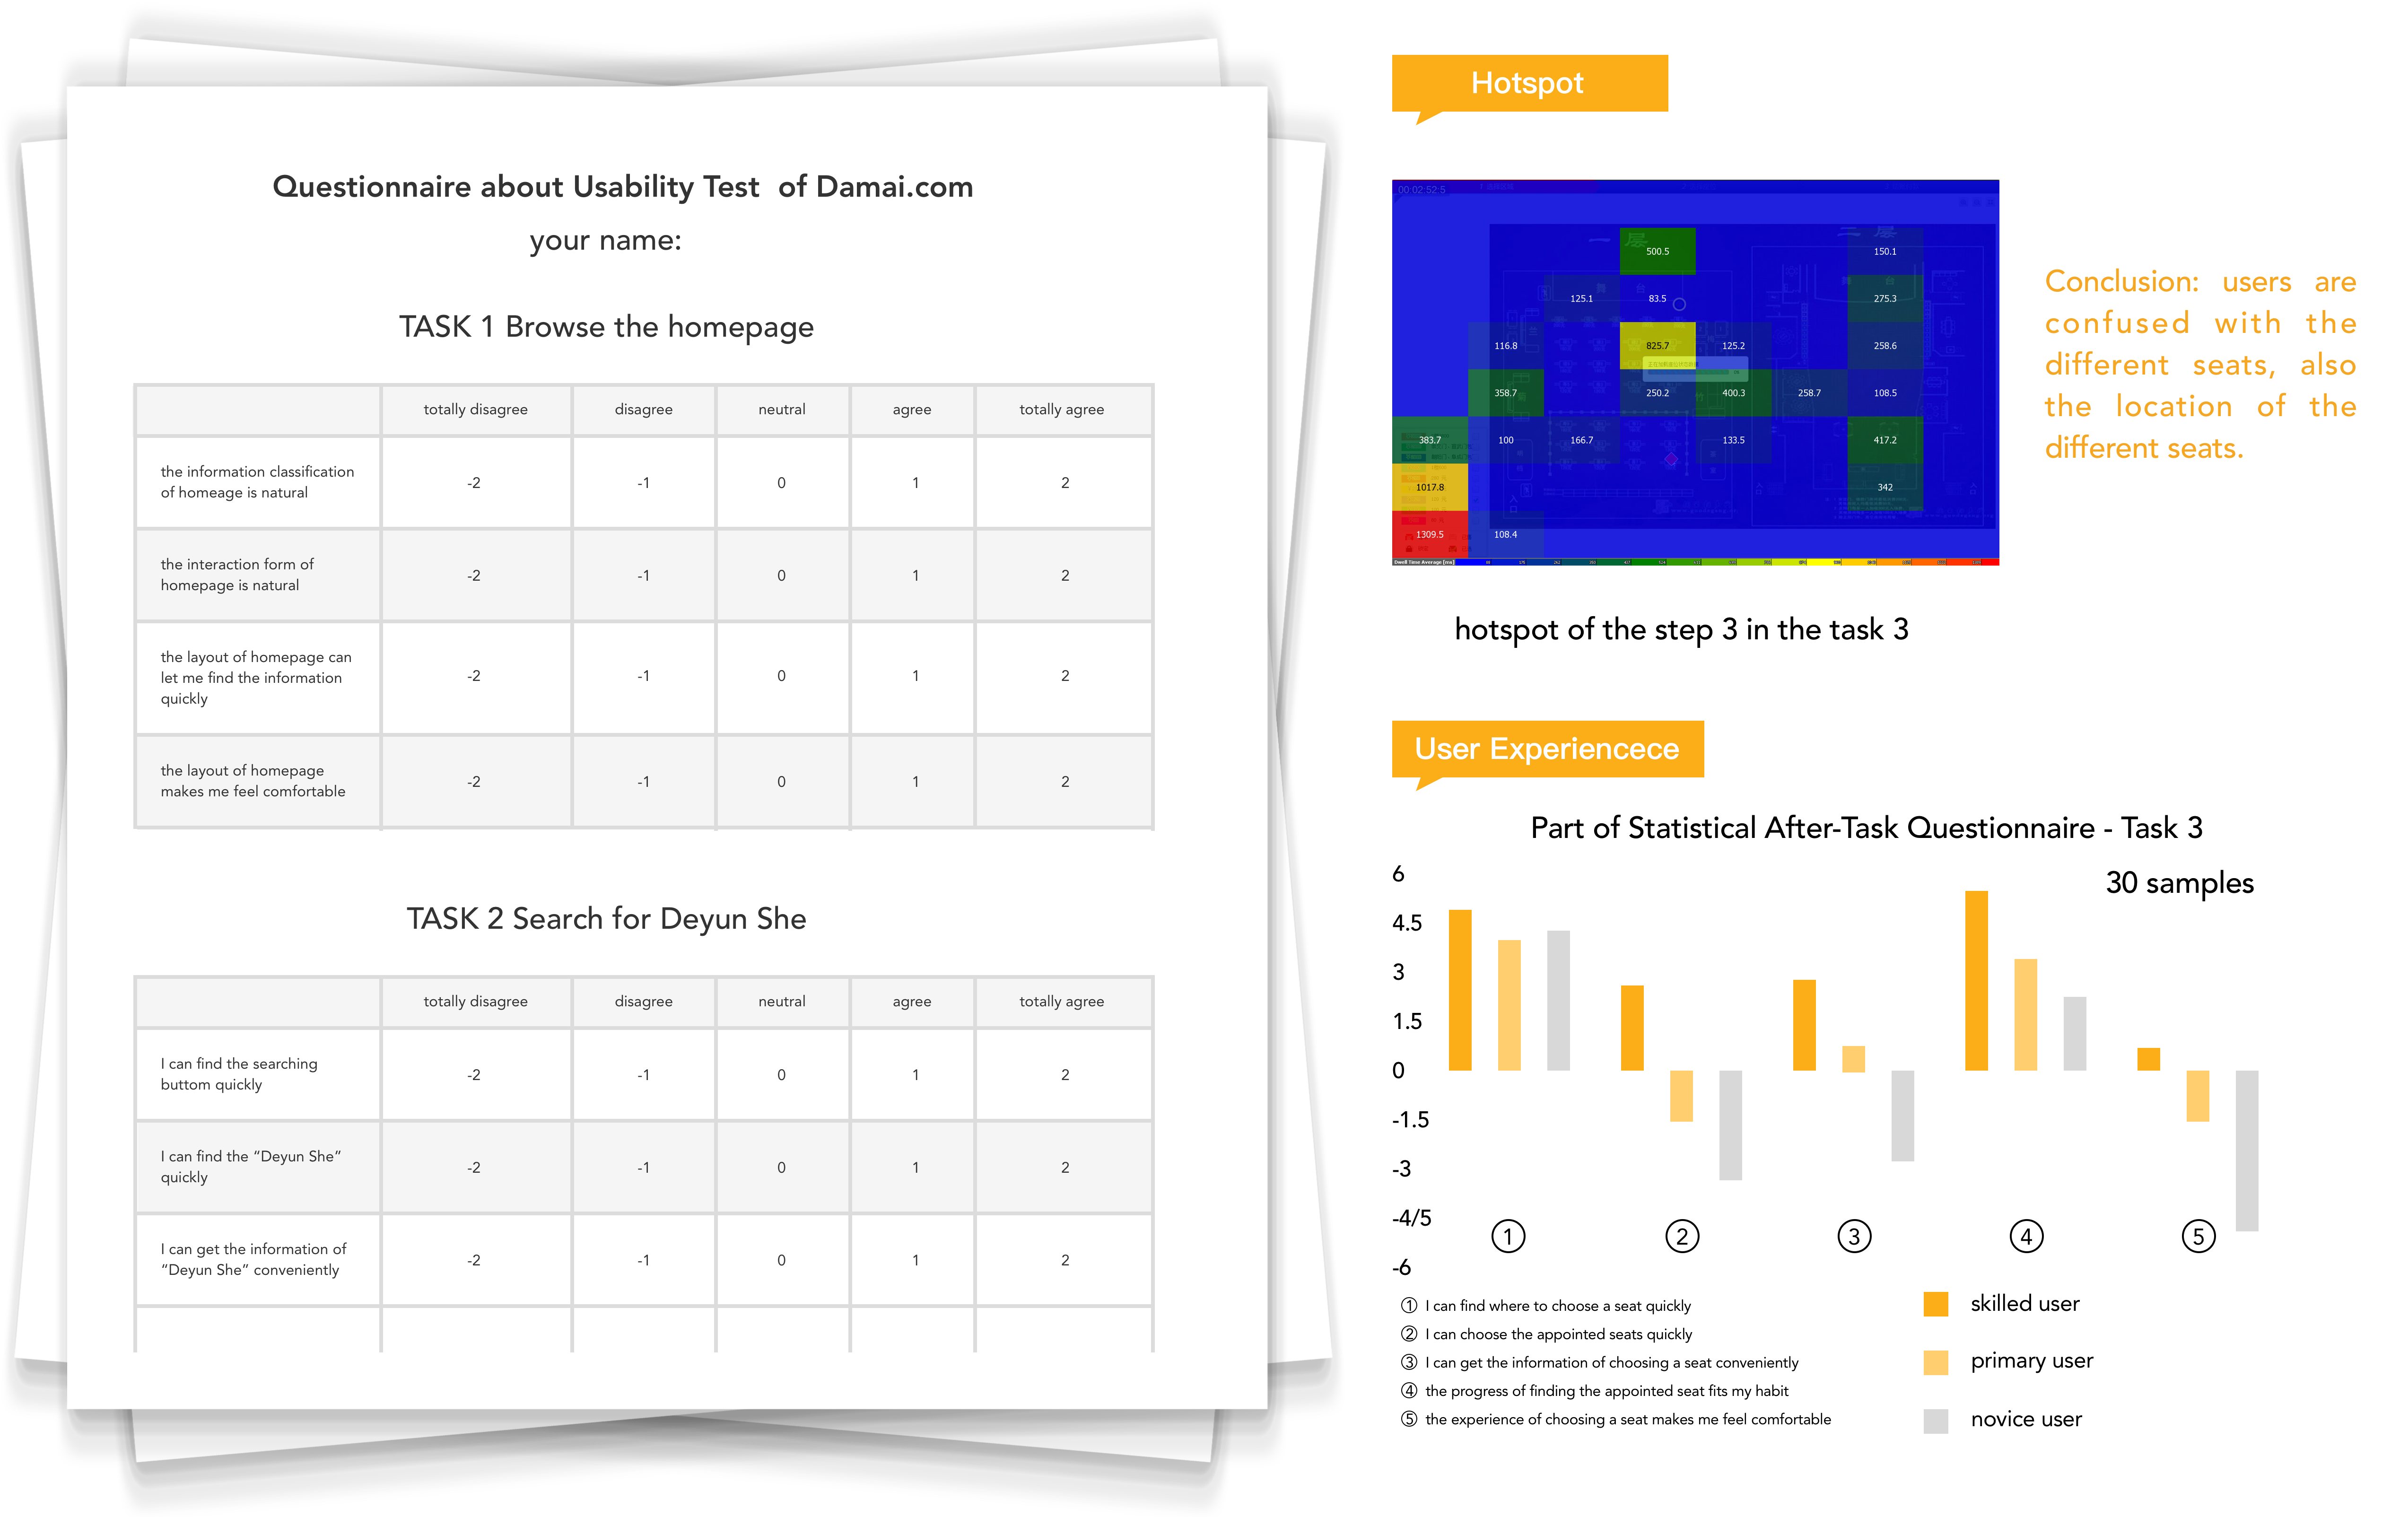 Questionnaire about Usability Test of Damai.com
your name:
TASK 1 Browse the homepage
totally disagree disagree neutral agree totally agree
the information classification
of homeage is natural
-2 -1 0 1 2
the interaction form of
homepage is natural
-2 -1 0 1 2
the layout of homepage can
let me find the information
quickly
-2 -1 0 1 2
the layout of homepage
makes me feel comfortable
-2 -1 0 1 2
TASK 2 Search for Deyun She
totally disagree disagree neutral agree totally agree
I can find the searching
buttom quickly
-2 -1 0 1 2
I can find the “Deyun She”
quickly
-2 -1 0 1 2
I can get the information of
“Deyun She” conveniently
-2 -1 0 1 2
Hotspot
00:02:52:5
一层 二层
500.5 150.1
舞 台
125.1 83.5 275.3
116.8 825.7 125.2 258.6
358.7 250.2 400.3 258.7 108.5
383.7 100 166.7 133.5 417.2
1017.8 342
1309.5 108.4
Dwell Time Average [ms]
Conclusion: users are
confused with the
different seats, also
the location of the
different seats.
hotspot of the step 3 in the task 3
User Experiencece
Part of Statistical After-Task Questionnaire - Task 3
30 samples
6
4.5
3
1.5
0
-1.5
-3
-4/5
-6
① ② ③ ④ ⑤
① I can find where to choose a seat quickly
② I can choose the appointed seats quickly
③ I can get the information of choosing a seat conveniently
④ the progress of finding the appointed seat fits my habit
⑤ the experience of choosing a seat makes me feel comfortable
skilled user
primary user
novice user